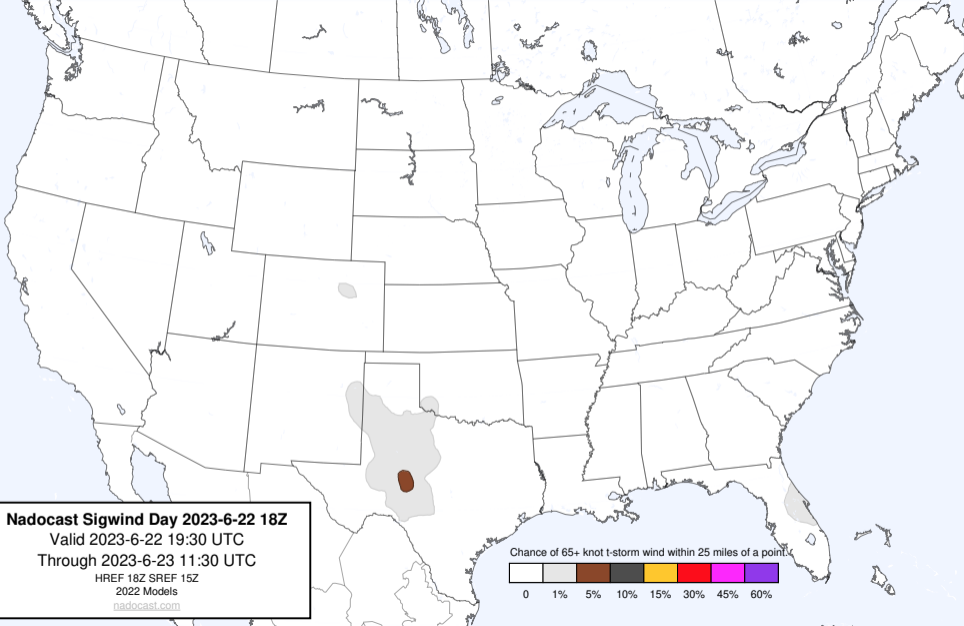 Nadocast Sigwind Day 2023-6-22 18Z
Valid 2023-6-22 19:30 UTC
Through 2023-6-23 11:30 UTC
HREF 18Z SREF 15Z
2022 Models
nadocast.com
Chance of 65+ knot t-storm wind within 25 miles of a point.
0 1% 5% 10% 15% 30% 45% 60%